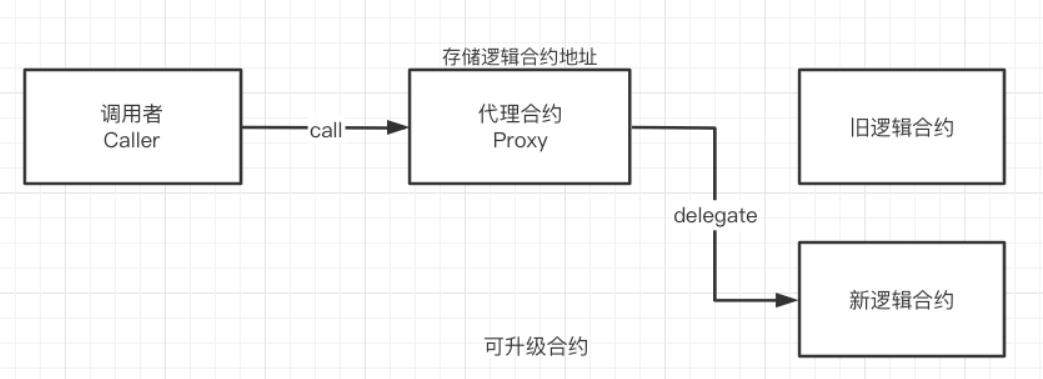 存储逻辑合约地址
调用者
Caller
call
代理合约
Proxy
旧逻辑合约
delegate
新逻辑合约
可升级合约